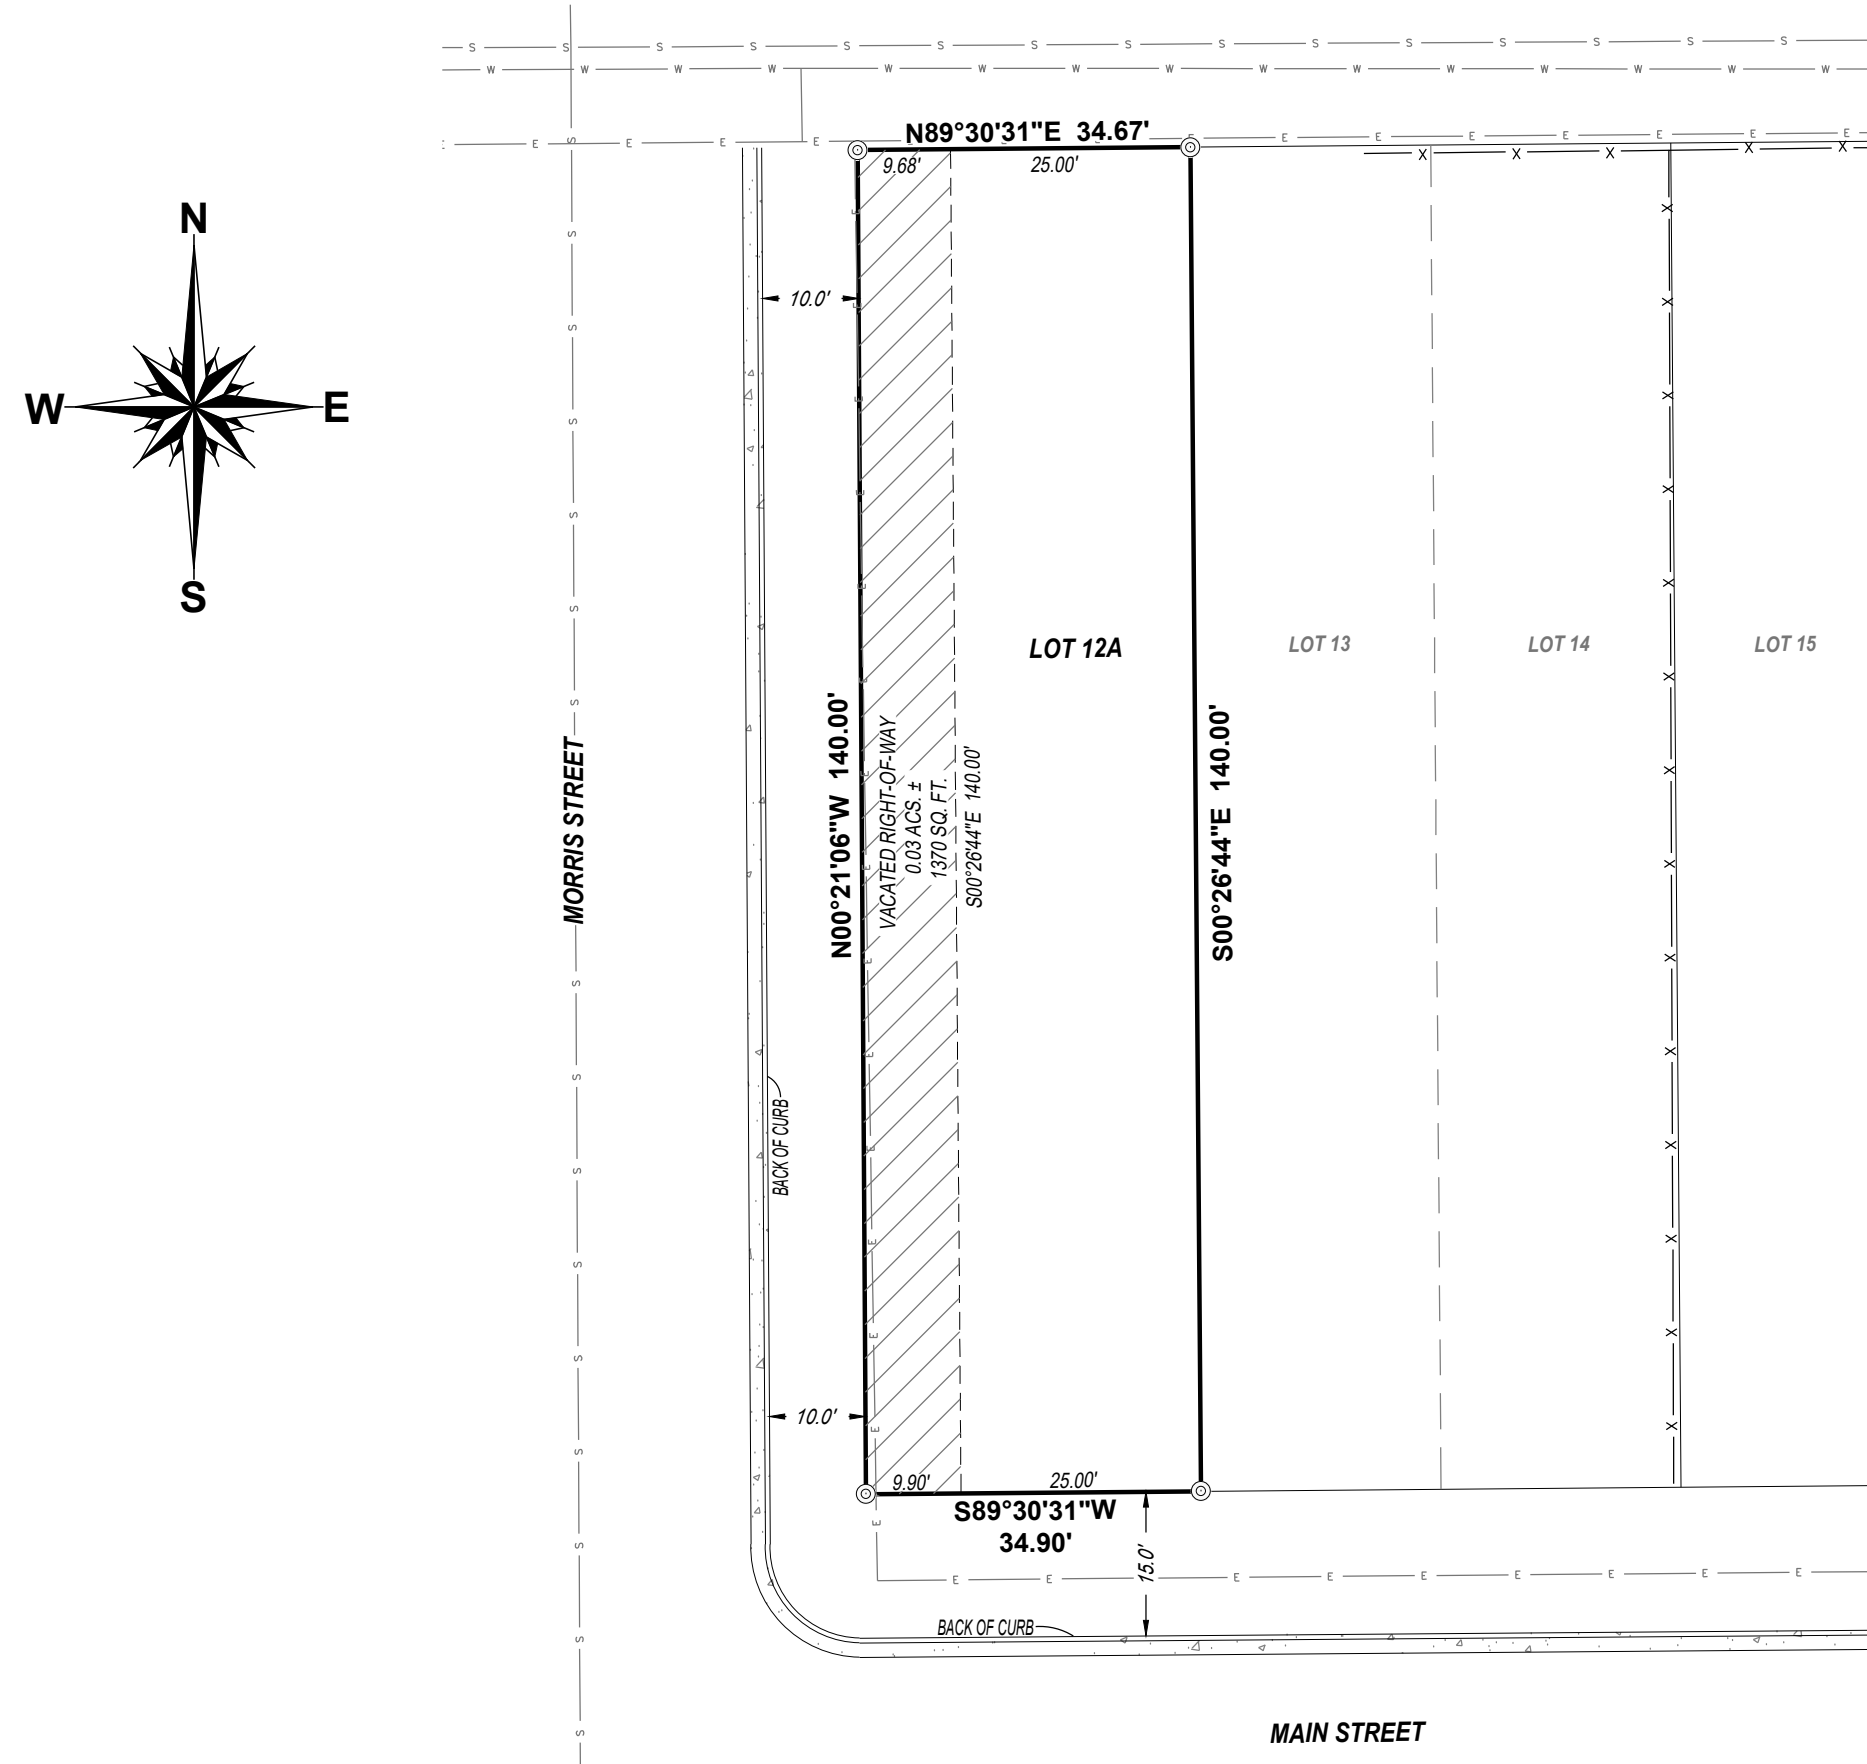 N89°30'31"E 34.67'
9.68'
25.00'
N
W
E
S
10.0'
LOT 12A
LOT 13
LOT 14
LOT 15
MORRIS STREET
N00°21'06"W 140.00'
VACATED RIGHT-OF-WAY
0.03 ACS. ±
1370 SQ. FT.
S00°26'44"E 140.00'
S00°26'44"E 140.00'
BACK OF CURB
10.0'
9.90'
25.00'
S89°30'31"W
34.90'
15.0'
BACK OF CURB
MAIN STREET